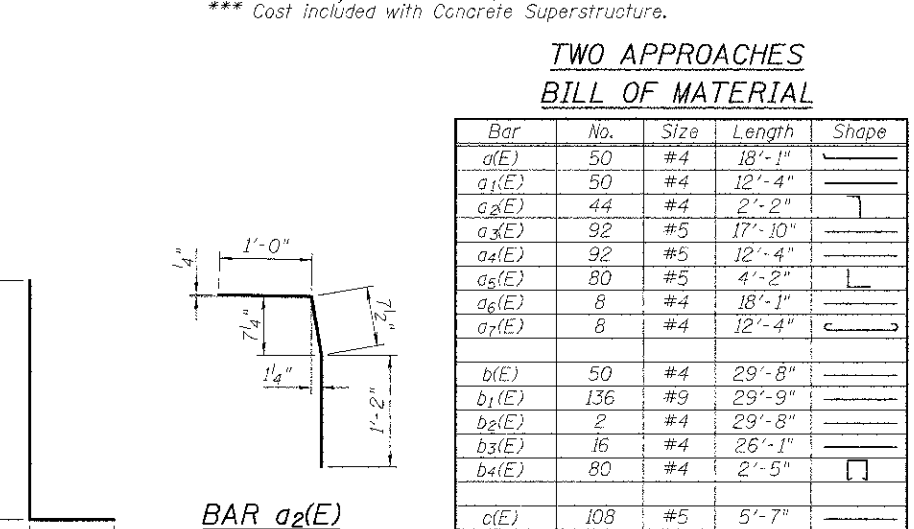 *** Cost included with Concrete Superstructure.
TWO APPROACHES
BILL OF MATERIAL
Bar No. Size Length Shape
a(E) 50 #4 18'-1"
a1(E) 50 #4 12'-4"
a2(E) 44 #4 2'-2"
a3(E) 92 #5 17'-10"
a4(E) 92 #5 12'-4"
a5(E) 80 #5 4'-2"
a6(E) 8 #4 18'-1"
a7(E) 8 #4 12'-4"
b(E) 50 #4 29'-8"
b1(E) 136 #9 29'-9"
b2(E) 2 #4 29'-8"
b3(E) 16 #4 26'-1"
b4(E) 80 #4 2'-5"
c(E) 108 #5 5'-7"
1'-0"
1/4"
7 1/4"
7 1/2"
1 1/4"
1'-2"
BAR a2(E)